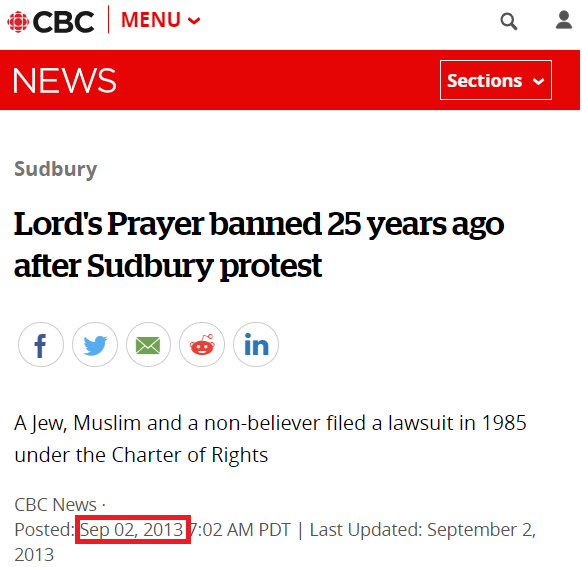 CBC MENU
NEWS Sections
Sudbury
Lord's Prayer banned 25 years ago
after Sudbury protest
f in
A Jew, Muslim and a non-believer filed a lawsuit in 1985
under the Charter of Rights
CBC News ·
Posted: Sep 02, 2013 7:02 AM PDT | Last Updated: September 2,
2013